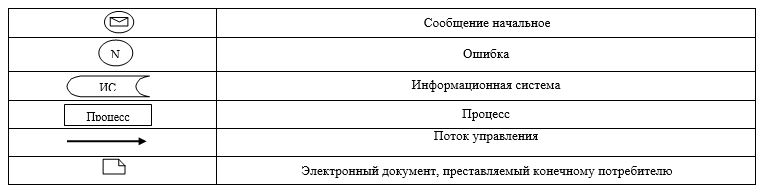 Сообщение начальное
N
Ошибка
ИС
Информационная система
Процесс
Процесс
Поток управления
Электронный документ, преставляемый конечному потребителю